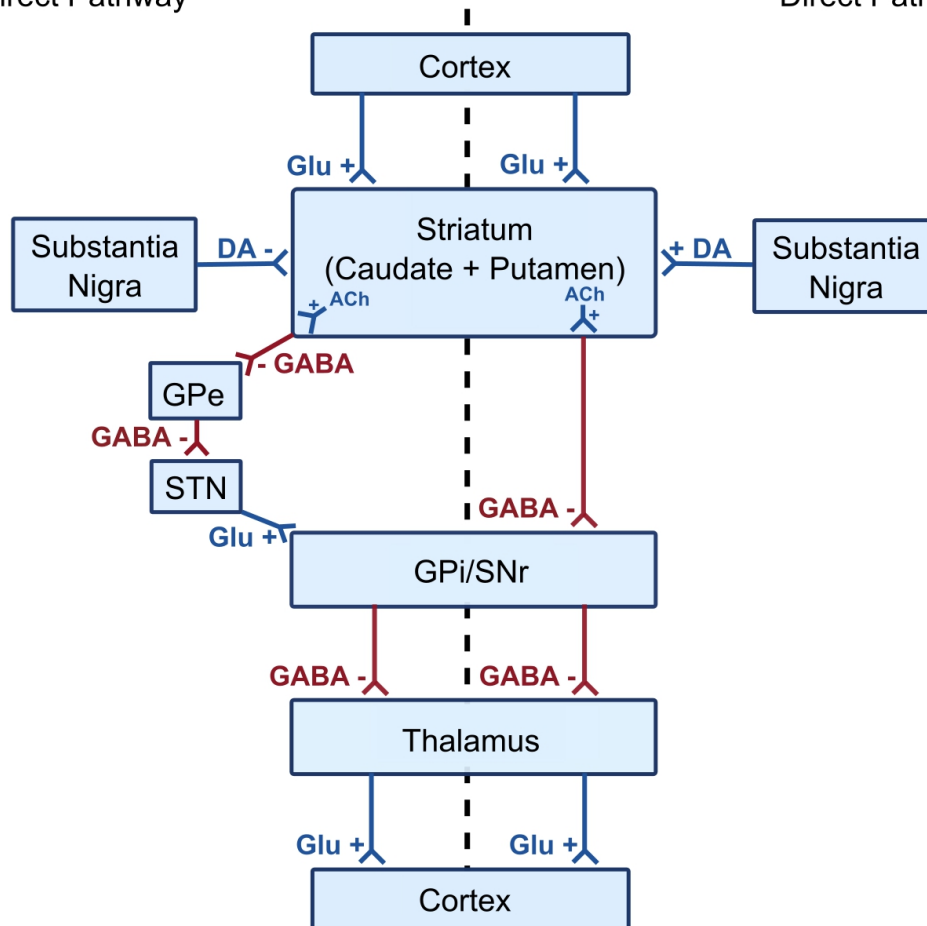 direct Pathway
Direct Path
Cortex
Glu +
Glu +
Substantia
Nigra
DA -
Striatum
(Caudate + Putamen)
+ ACh
ACh
+
+ DA
Substantia
Nigra
- GABA
GPe
GABA -
STN
Glu +
GABA -
GPi/SNr
GABA -
GABA -
Thalamus
Glu +
Glu +
Cortex